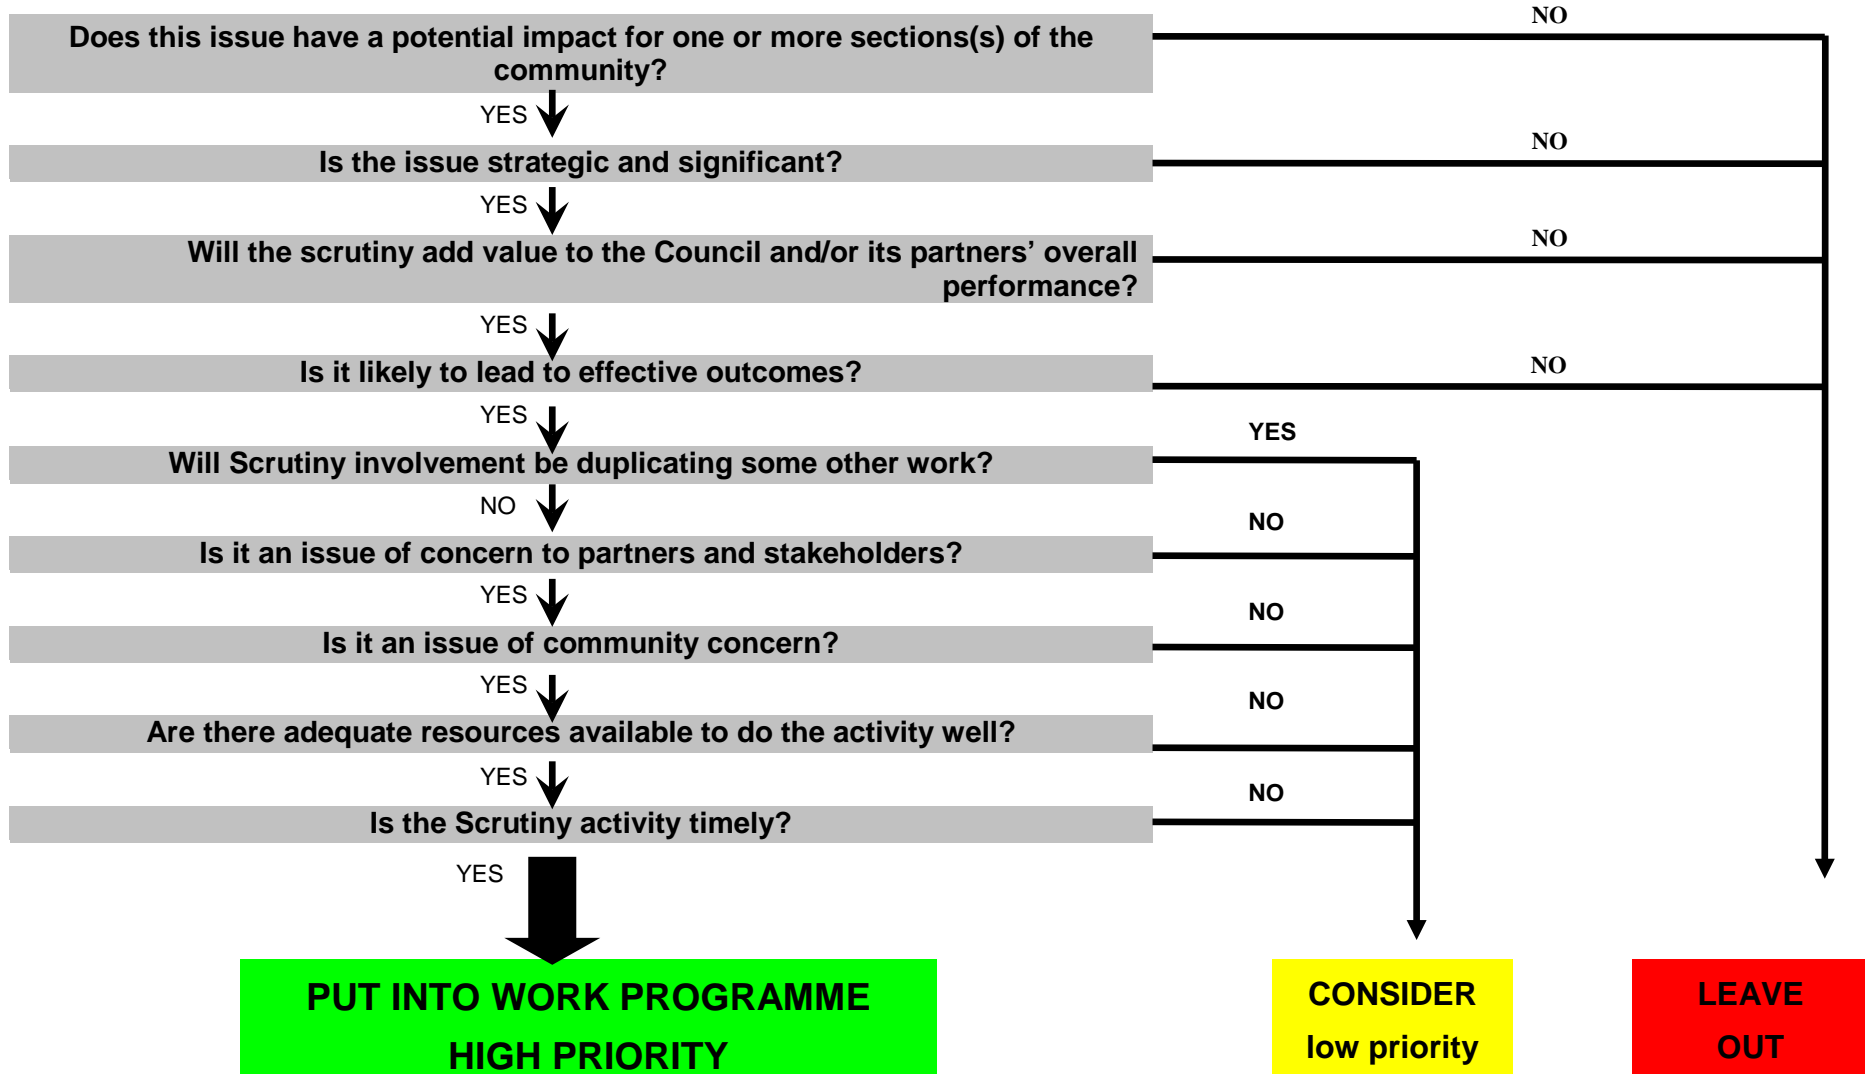 NO
Does this issue have a potential impact for one or more sections(s) of the
community?
YES
NO
Is the issue strategic and significant?
YES
NO
Will the scrutiny add value to the Council and/or its partners’ overall
performance?
YES
NO
Is it likely to lead to effective outcomes?
YES
YES
Will Scrutiny involvement be duplicating some other work?
NO
NO
Is it an issue of concern to partners and stakeholders?
YES
NO
Is it an issue of community concern?
YES
NO
Are there adequate resources available to do the activity well?
YES
NO
Is the Scrutiny activity timely?
YES
PUT INTO WORK PROGRAMME
HIGH PRIORITY
CONSIDER
low priority
LEAVE
OUT